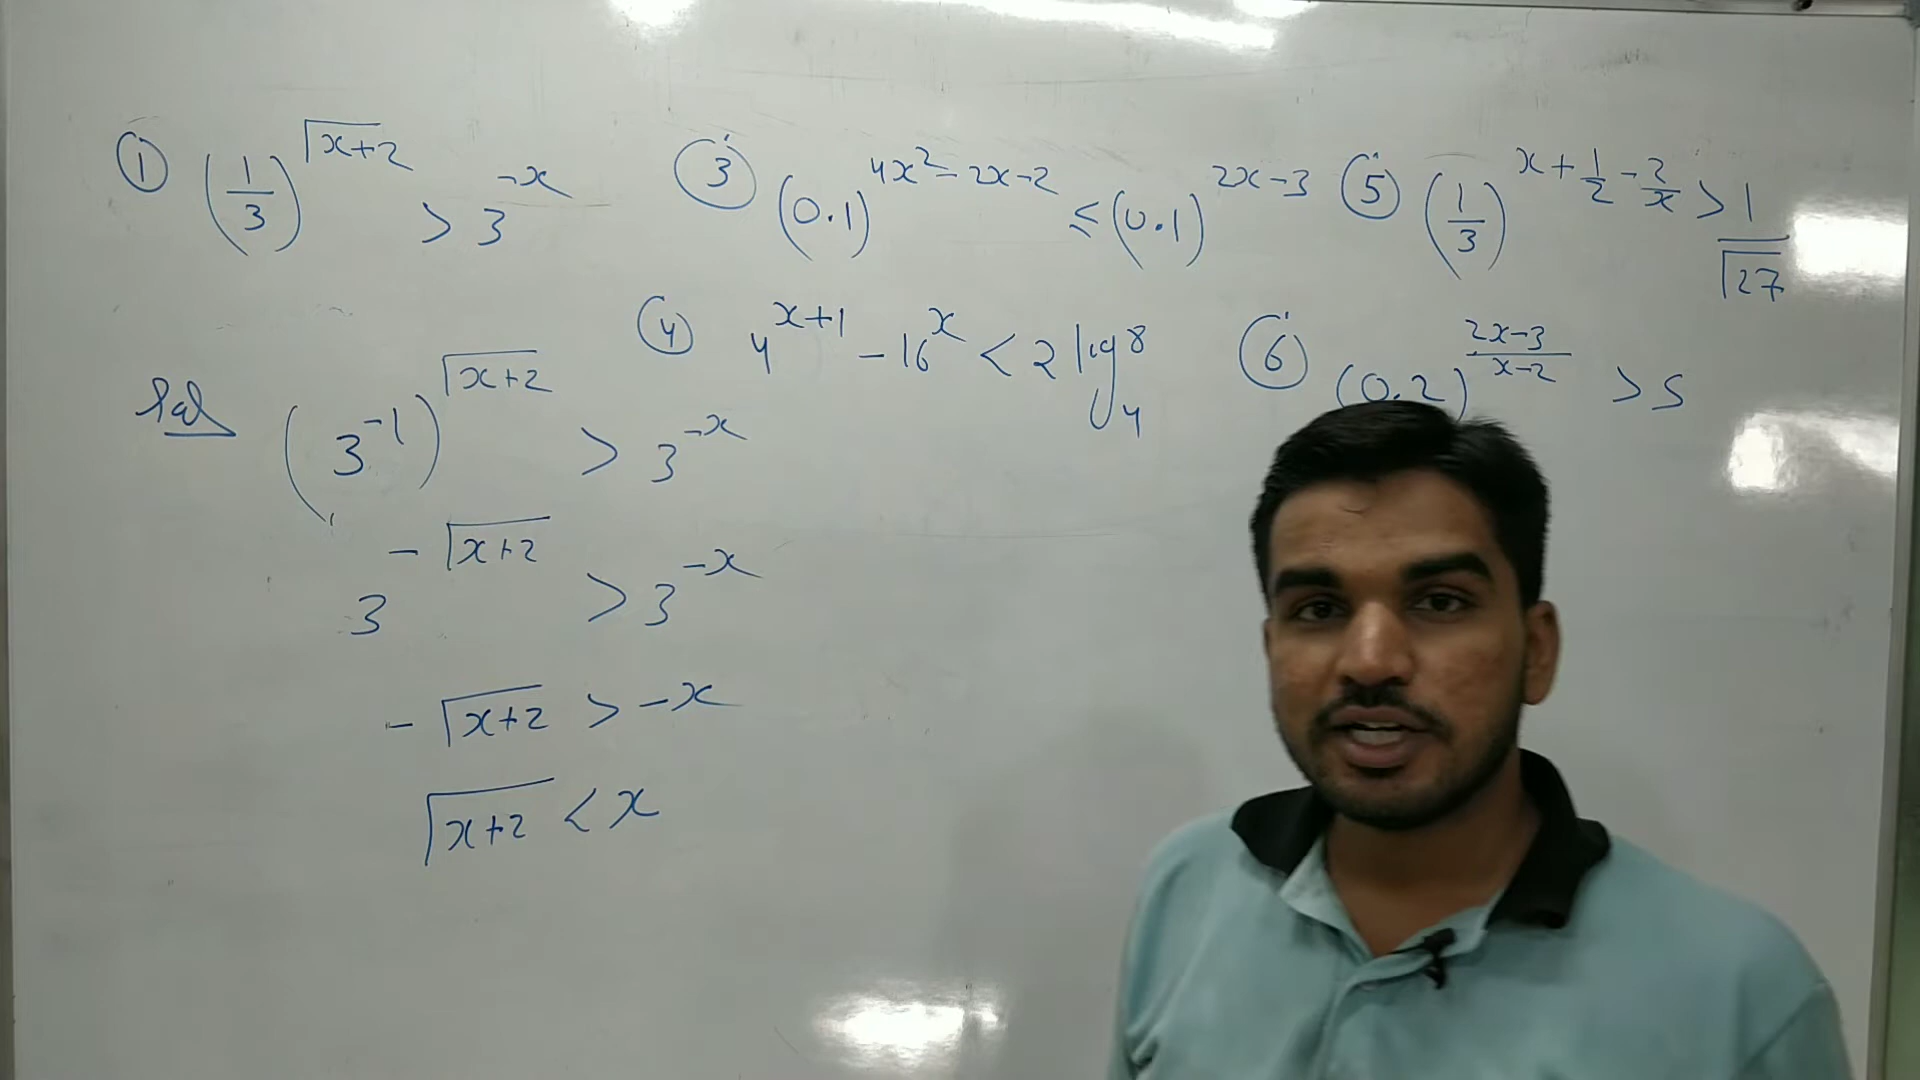 ① (1/3)^√(x+2) > 3^(-x)
③ (0.1)^(4x²-2x-2) ≤ (0.1)^(2x-3)
⑤ (1/3)^(x+1/2-2/x) > 1/√27
④ 4^(x+1) - 16^x < 2 log₄ 8
⑥ (0.2)^((2x-3)/(x-2)) > 5
Sol (3^(-1))^√(x+2) > 3^(-x)
3^(-√(x+2)) > 3^(-x)
-√(x+2) > -x
√(x+2) < x